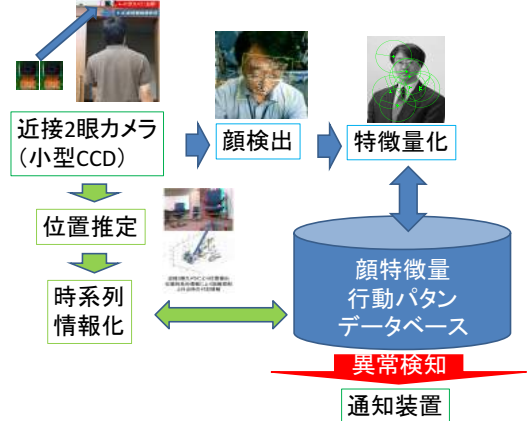 近接2眼カメラ
(小型CCD)
顔検出
特徴量化
位置推定
時系列
情報化
顔特徴量
行動パタン
データベース
異常検知
通知装置